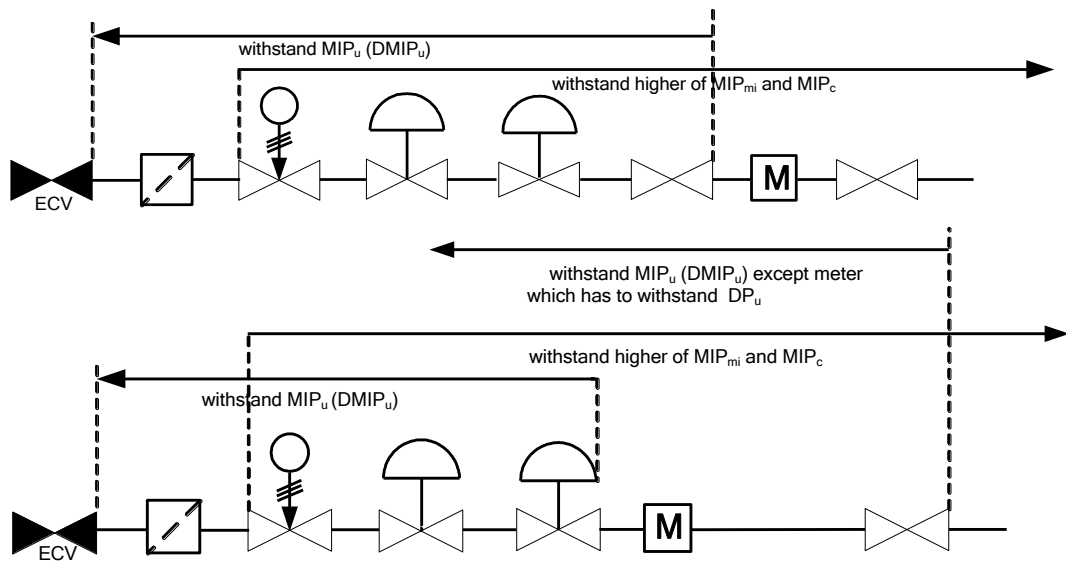 withstand MIPu (DMIPu)
withstand higher of MIPmi and MIPc
M
ECV
withstand MIPu (DMIPu) except meter
which has to withstand DPu
withstand higher of MIPmi and MIPc
withstand MIPu (DMIPu)
M
ECV